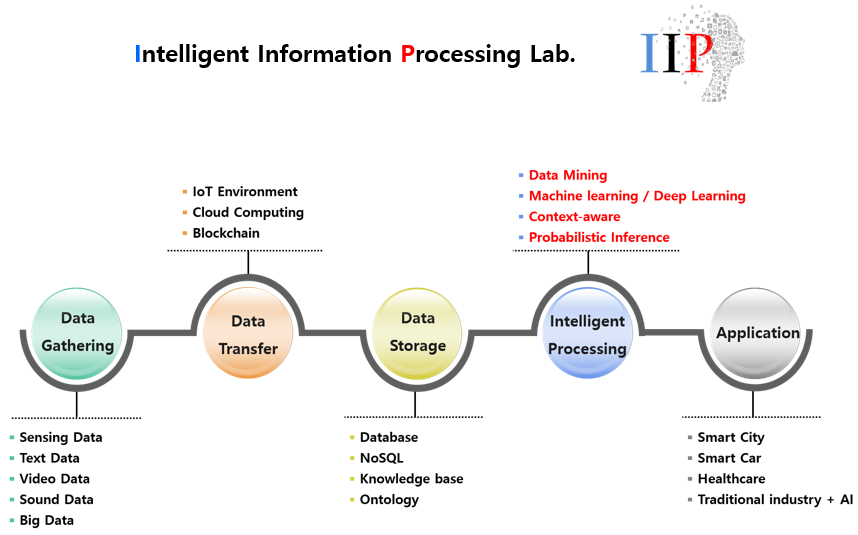 Intelligent Information Processing Lab.
IIP
IoT Environment
Cloud Computing
Blockchain
Data Mining
Machine learning / Deep Learning
Context-aware
Probabilistic Inference
Data
Gathering
Data
Transfer
Data
Storage
Intelligent
Processing
Application
Sensing Data
Text Data
Video Data
Sound Data
Big Data
Database
NoSQL
Knowledge base
Ontology
Smart City
Smart Car
Healthcare
Traditional industry + AI